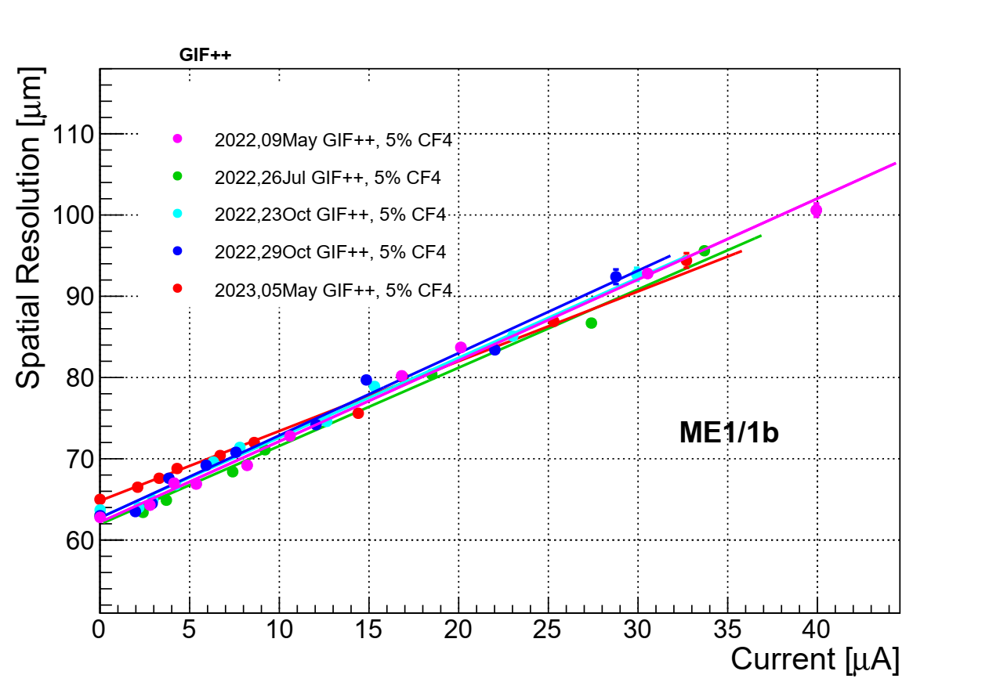 GIF++
Spatial Resolution [μm]
110
100
90
80
70
60
2022,09May GIF++, 5% CF4
2022,26Jul GIF++, 5% CF4
2022,23Oct GIF++, 5% CF4
2022,29Oct GIF++, 5% CF4
2023,05May GIF++, 5% CF4
ME1/1b
0 5 10 15 20 25 30 35 40
Current [μA]